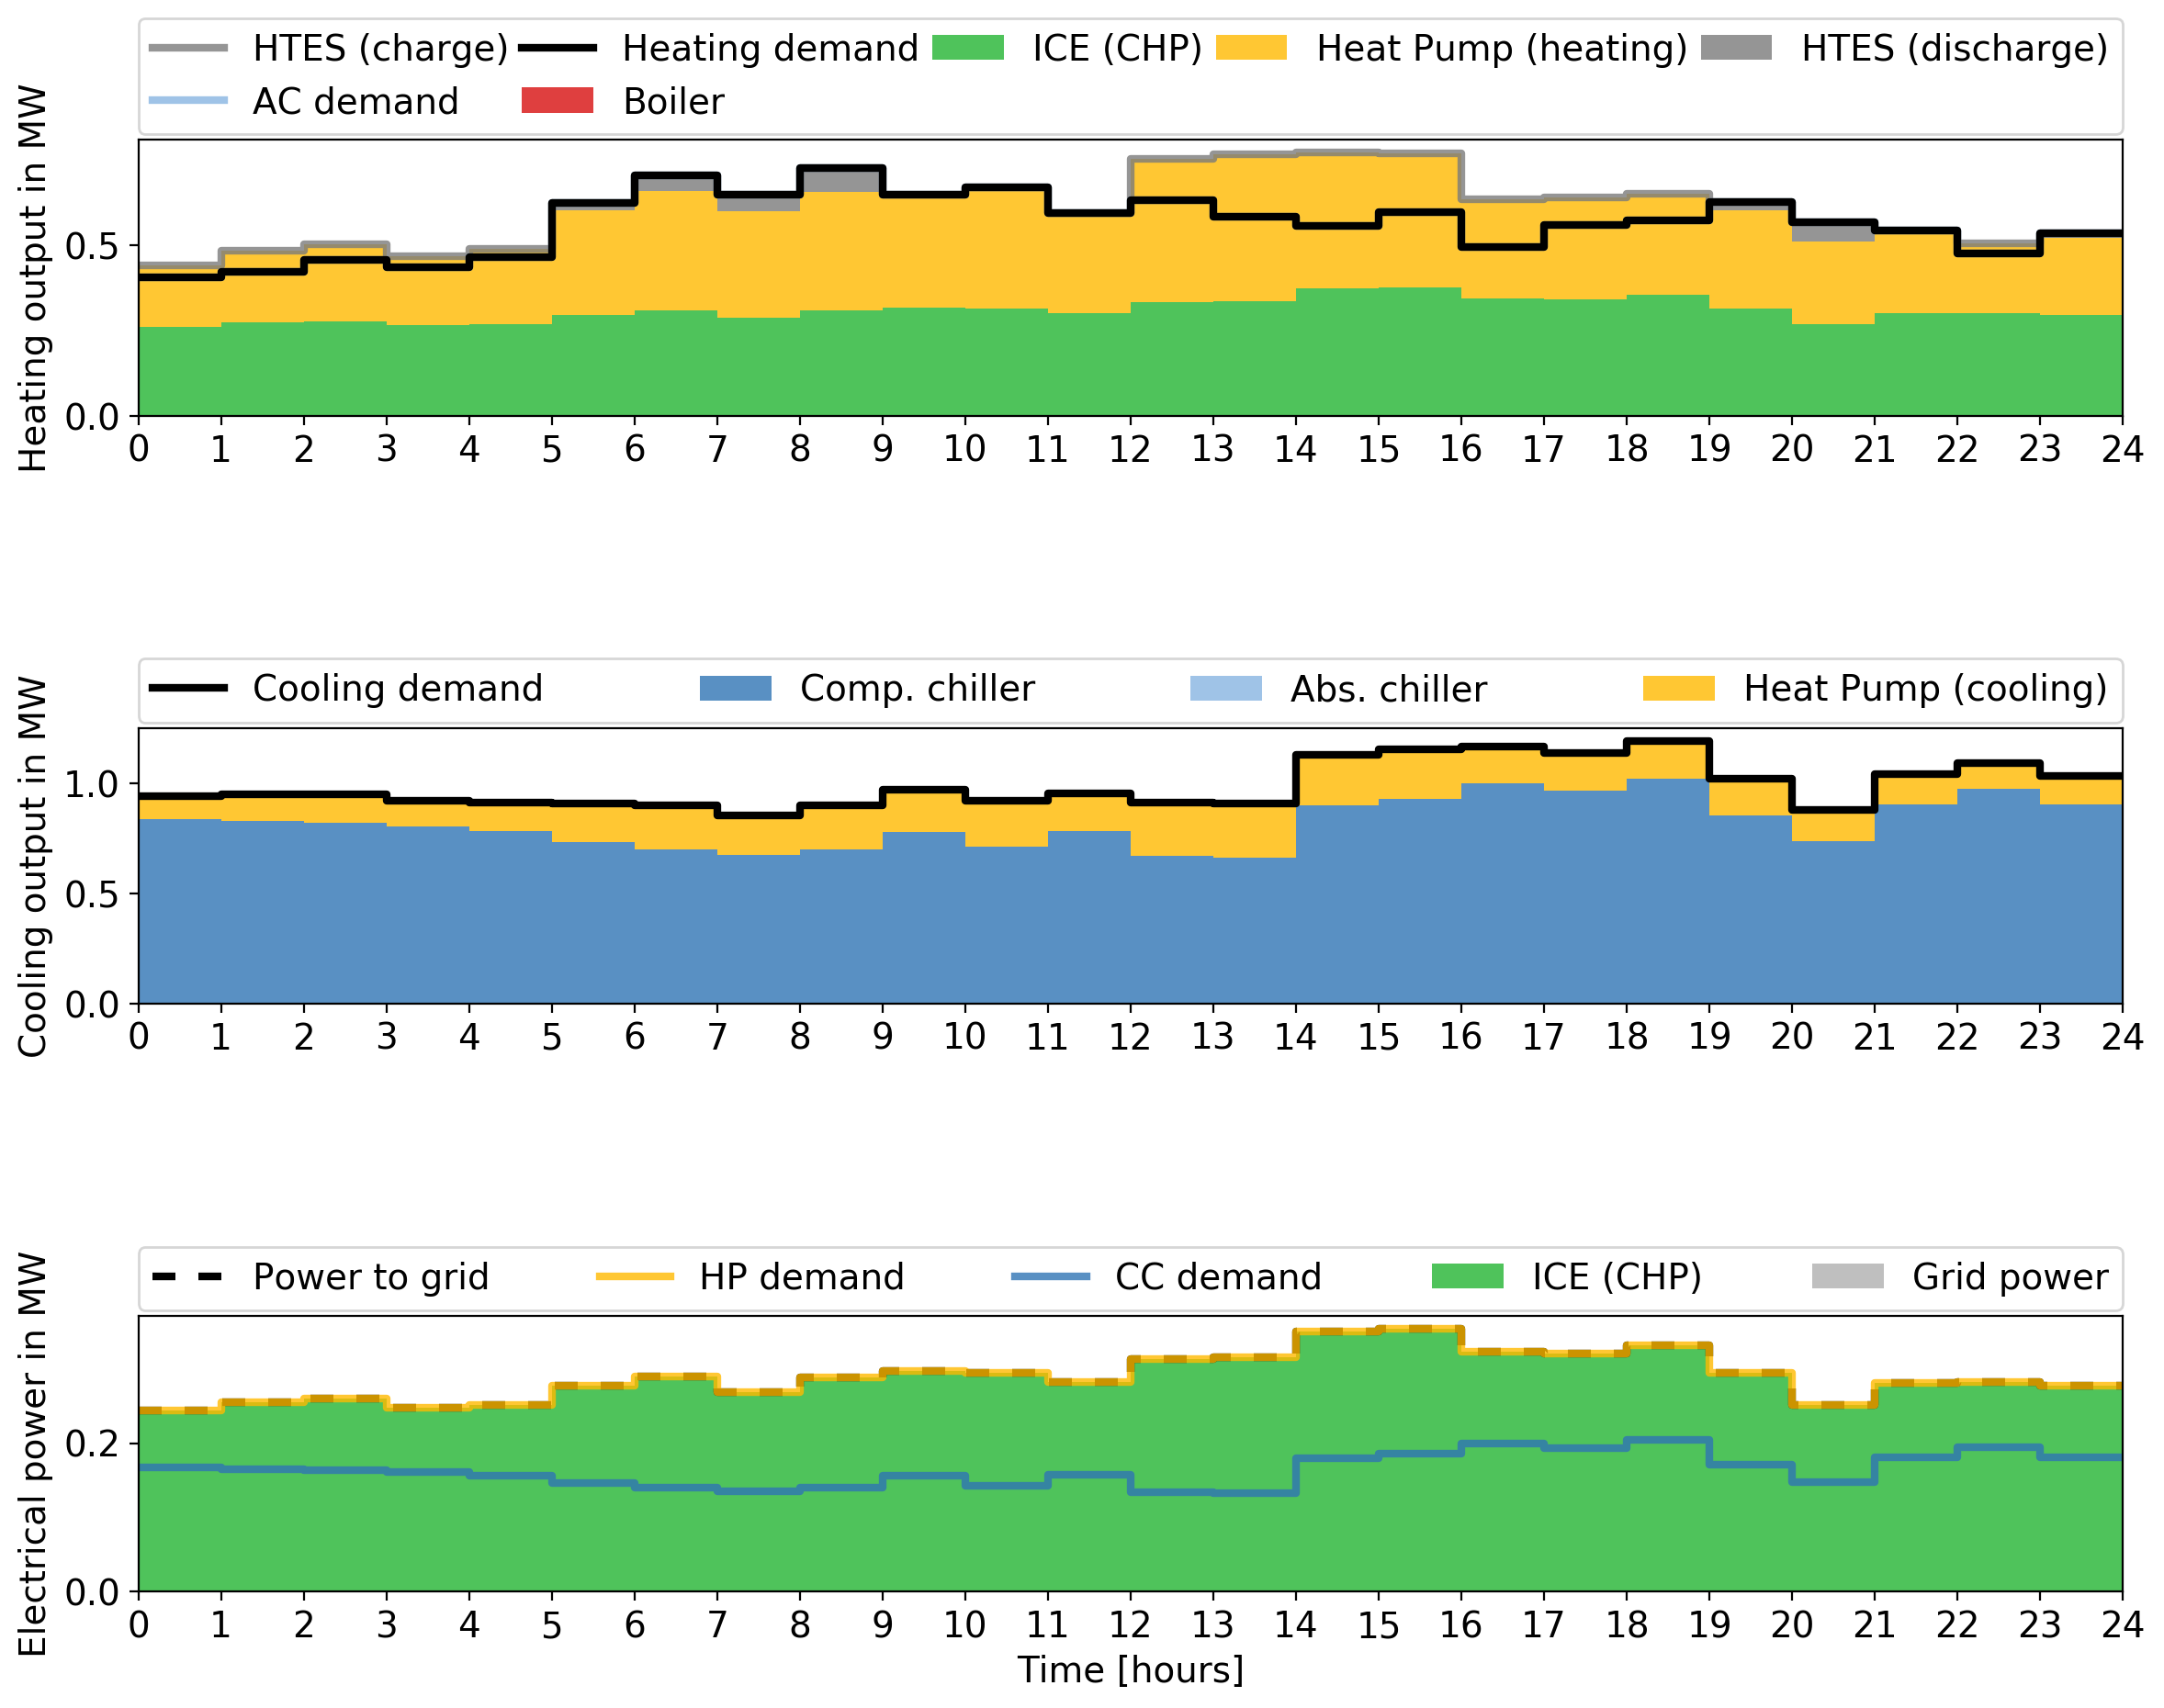 HTES (charge) Heating demand ICE (CHP) Heat Pump (heating) HTES (discharge)
AC demand Boiler
Heating output in MW
0.5
0.0
0 1 2 3 4 5 6 7 8 9 10 11 12 13 14 15 16 17 18 19 20 21 22 23 24
Cooling demand Comp. chiller Abs. chiller Heat Pump (cooling)
Cooling output in MW
1.0
0.5
0.0
0 1 2 3 4 5 6 7 8 9 10 11 12 13 14 15 16 17 18 19 20 21 22 23 24
Power to grid HP demand CC demand ICE (CHP) Grid power
Electrical power in MW
0.2
0.0
0 1 2 3 4 5 6 7 8 9 10 11 12 13 14 15 16 17 18 19 20 21 22 23 24
Time [hours]